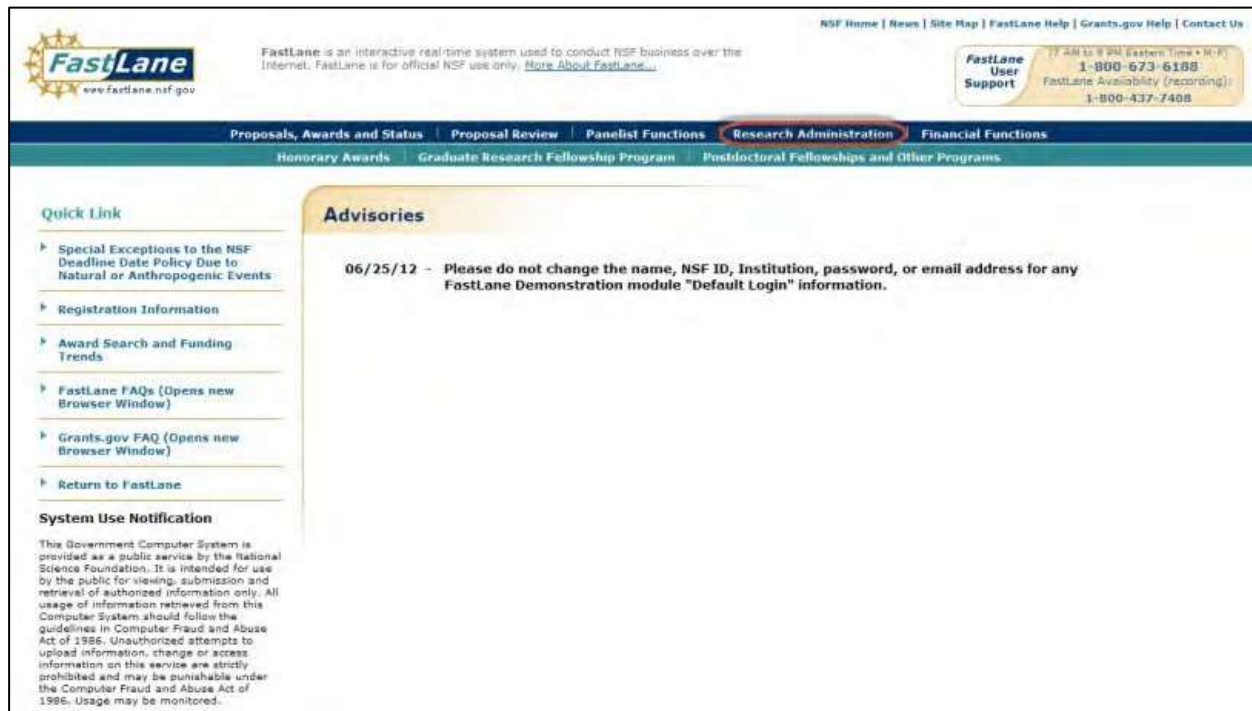 NSF Home | News | Site Map | FastLane Help | Grants.gov Help | Contact Us
FastLane
www.fastlane.nsf.gov
FastLane is an interactive real-time system used to conduct NSF business over the
Internet. FastLane is for official NSF use only. More About FastLane...
FastLane
User
Support
(7 AM to 9 PM Eastern Time • M-F)
1-800-673-6188
FastLane Availability (recording):
1-800-437-7408
Proposals, Awards and Status | Proposal Review | Panelist Functions | Research Administration | Financial Functions
Honorary Awards | Graduate Research Fellowship Program | Postdoctoral Fellowships and Other Programs
Quick Link
Special Exceptions to the NSF
Deadline Date Policy Due to
Natural or Anthropogenic Events
Registration Information
Award Search and Funding
Trends
FastLane FAQs (Opens new
Browser Window)
Grants.gov FAQ (Opens new
Browser Window)
Return to FastLane
System Use Notification
This Government Computer System is
provided as a public service by the National
Science Foundation. It is intended for use
by the public for viewing, submission and
retrieval of authorized information only. All
usage of information retrieved from this
Computer System should follow the
guidelines in Computer Fraud and Abuse
Act of 1986. Unauthorized attempts to
upload information, change or access
information on this service are strictly
prohibited and may be punishable under
the Computer Fraud and Abuse Act of
1986. Usage may be monitored.
Advisories
06/25/12 - Please do not change the name, NSF ID, Institution, password, or email address for any
FastLane Demonstration module "Default Login" information.